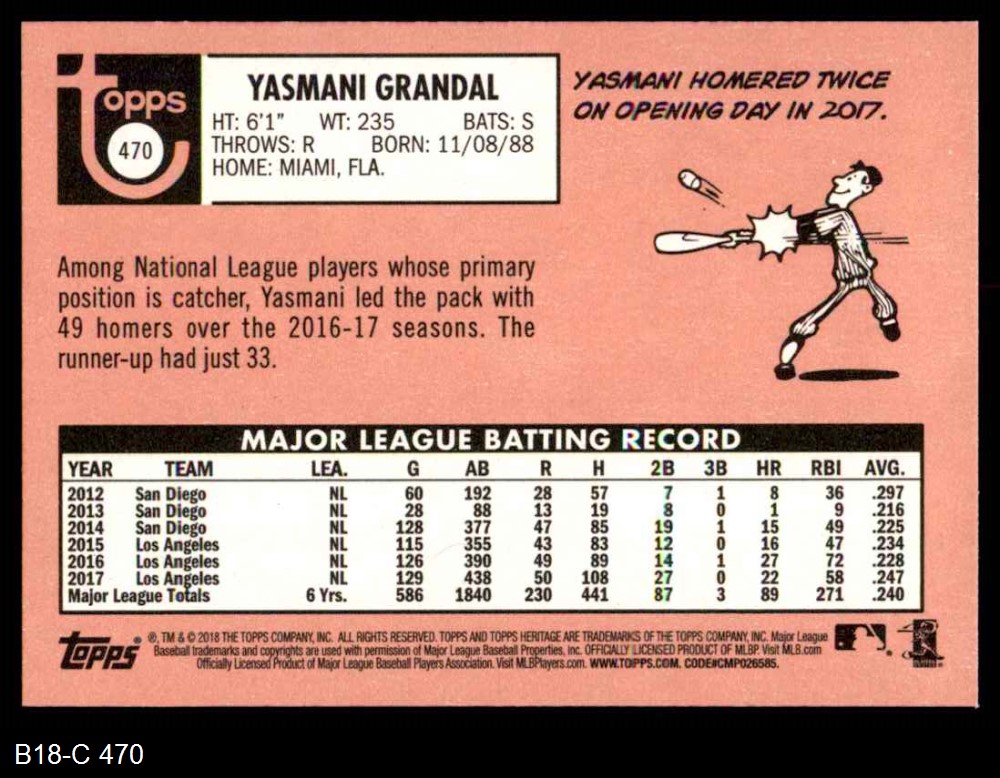 Topps
470
YASMANI GRANDAL
HT: 6'1" WT: 235 BATS: S
THROWS: R BORN: 11/08/88
HOME: MIAMI, FLA.
YASMANI HOMERED TWICE
ON OPENING DAY IN 2017.
Among National League players whose primary
position is catcher, Yasmani led the pack with
49 homers over the 2016-17 seasons. The
runner-up had just 33.
MAJOR LEAGUE BATTING RECORD
YEAR TEAM LEA. G AB R H 2B 3B HR RBI AVG.
2012 San Diego NL 60 192 28 57 7 1 8 36 .297
2013 San Diego NL 28 88 13 19 8 0 1 9 .216
2014 San Diego NL 128 377 47 85 19 1 15 49 .225
2015 Los Angeles NL 115 355 43 83 12 0 16 47 .234
2016 Los Angeles NL 126 390 49 89 14 1 27 72 .228
2017 Los Angeles NL 129 438 50 108 27 0 22 58 .247
Major League Totals 6 Yrs. 586 1840 230 441 87 3 89 271 .240
Topps ® ®, TM & © 2018 THE TOPPS COMPANY, INC. ALL RIGHTS RESERVED. TOPPS AND TOPPS HERITAGE ARE TRADEMARKS OF THE TOPPS COMPANY, INC. Major League
Baseball trademarks and copyrights are used with permission of Major League Baseball Properties, Inc. OFFICIALLY LICENSED PRODUCT OF MLBP. Visit MLB.com
Officially Licensed Product of Major League Baseball Players Association. Visit MLBPlayers.com. WWW.TOPPS.COM. CODE#CMP026585.
B18-C 470